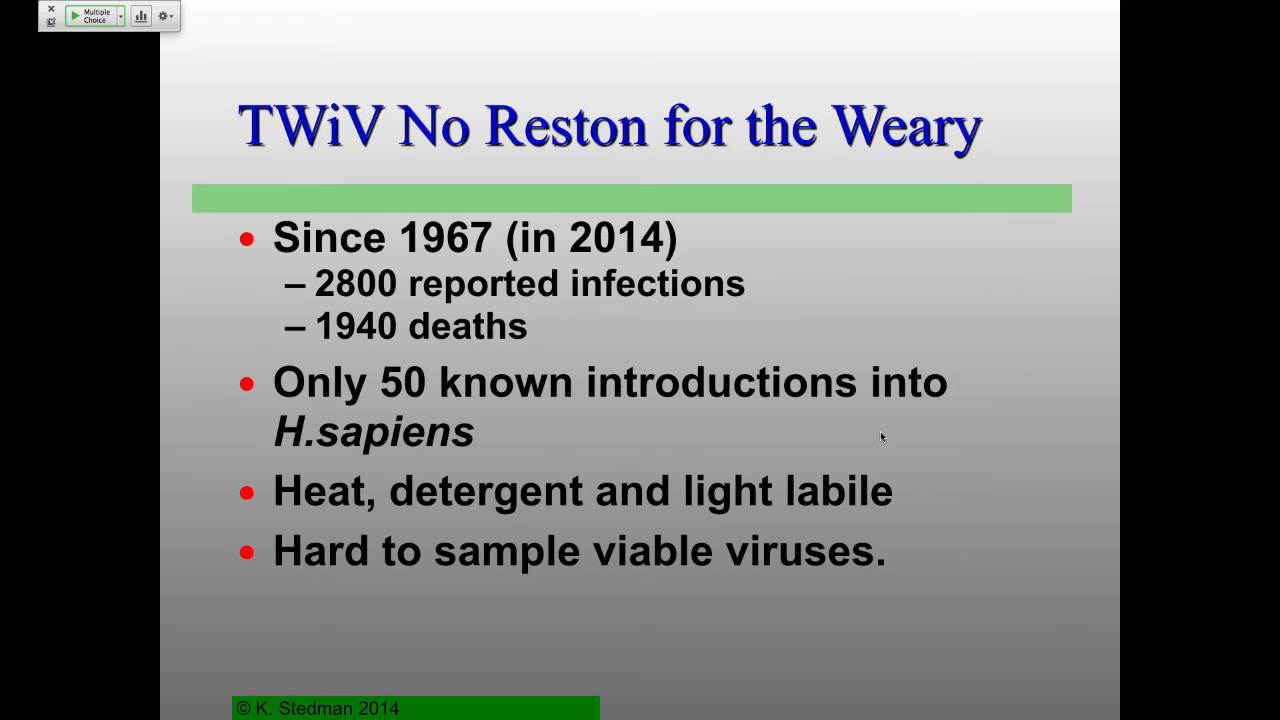 Multiple
Choice
TWiV No Reston for the Weary
• Since 1967 (in 2014)
– 2800 reported infections
– 1940 deaths
• Only 50 known introductions into
H.sapiens
• Heat, detergent and light labile
• Hard to sample viable viruses.
© K. Stedman 2014